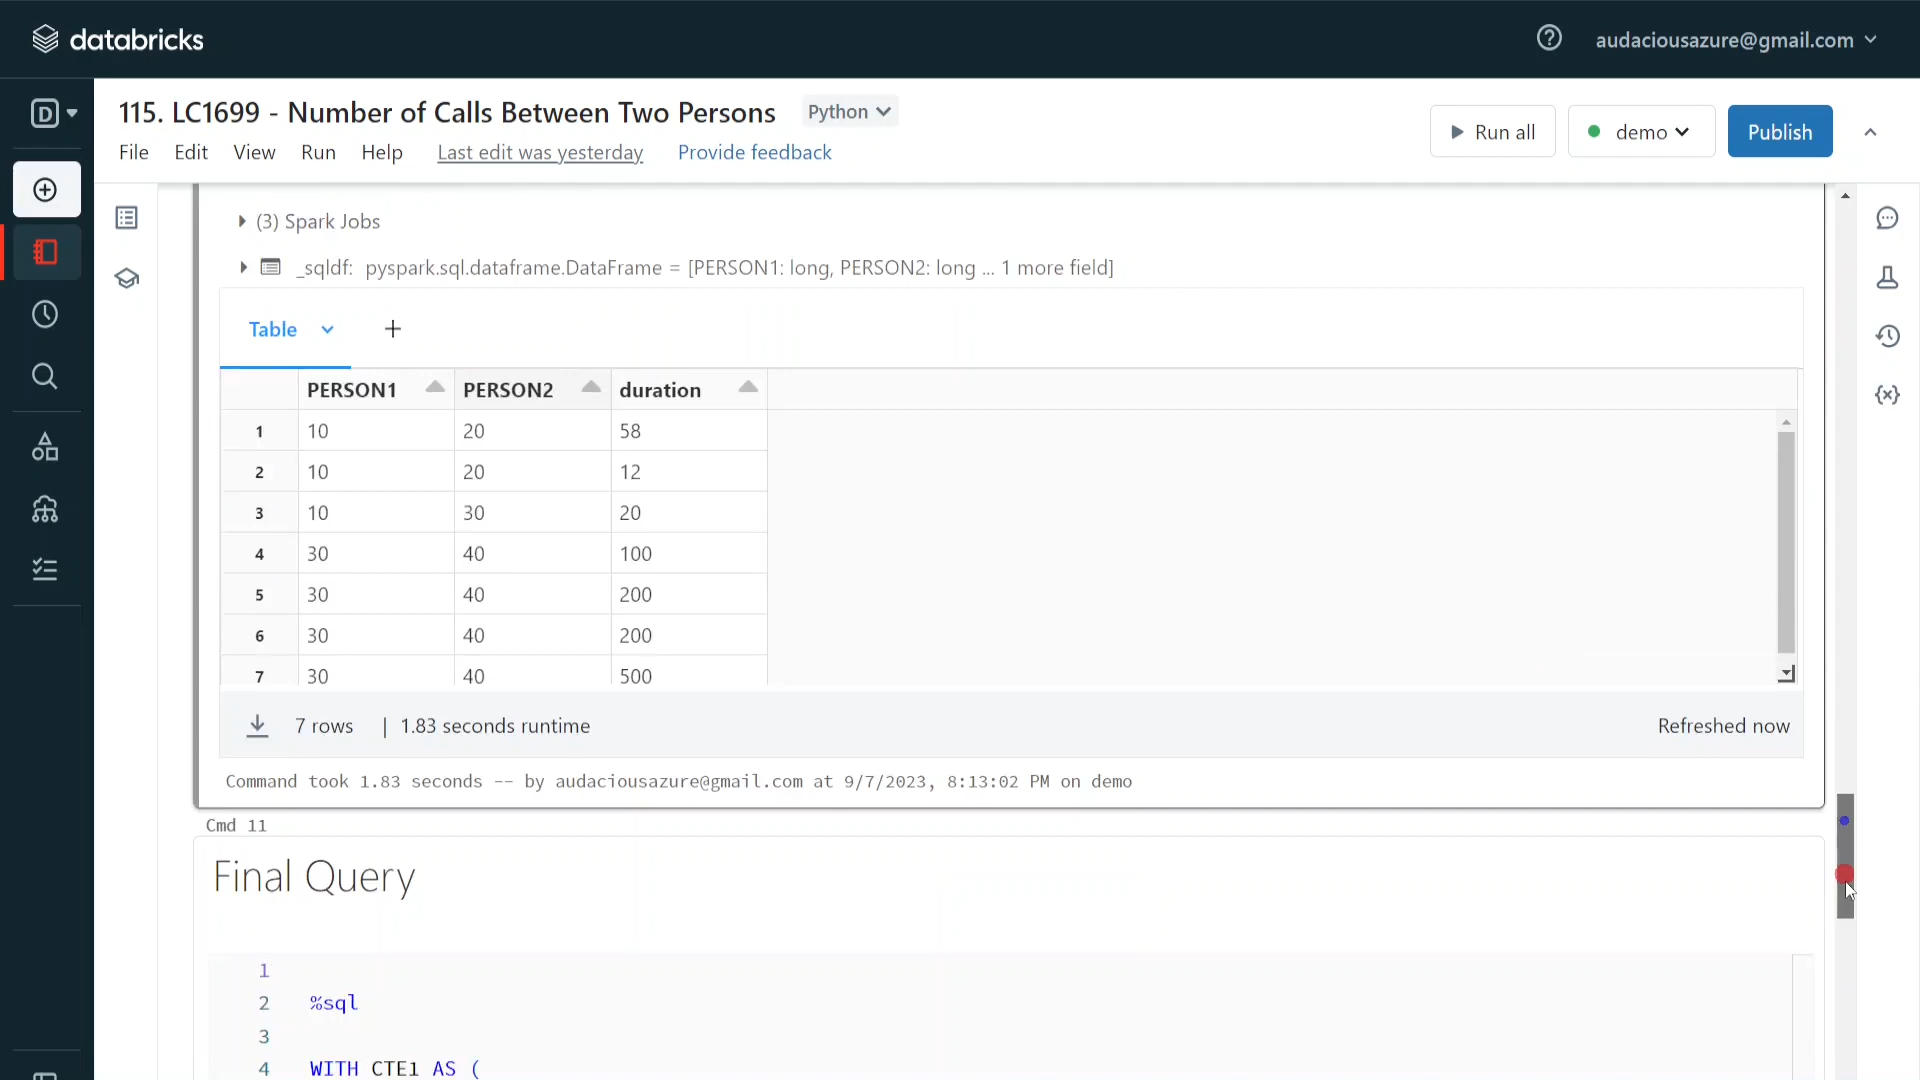 databricks
audaciousazure@gmail.com
D
115. LC1699 - Number of Calls Between Two Persons
Python
File Edit View Run Help Last edit was yesterday Provide feedback
Run all
demo
Publish
(3) Spark Jobs
_sqldf: pyspark.sql.dataframe.DataFrame = [PERSON1: long, PERSON2: long ... 1 more field]
Table +
PERSON1 PERSON2 duration
1 10 20 58
2 10 20 12
3 10 30 20
4 30 40 100
5 30 40 200
6 30 40 200
7 30 40 500
7 rows | 1.83 seconds runtime
Refreshed now
Command took 1.83 seconds -- by audaciousazure@gmail.com at 9/7/2023, 8:13:02 PM on demo
Cmd 11
Final Query
1
2 %sql
3
4 WITH CTE1 AS (